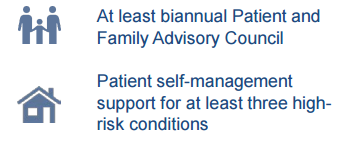 At least biannual Patient and
Family Advisory Council
Patient self-management
support for at least three high-
risk conditions